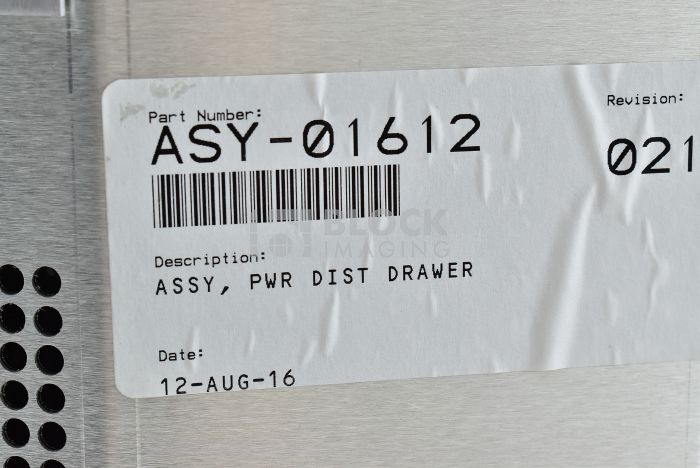 Part Number:
ASY-01612
Revision:
021
BLOCK
IMAGING
Description:
ASSY, PWR DIST DRAWER
Date:
12-AUG-16